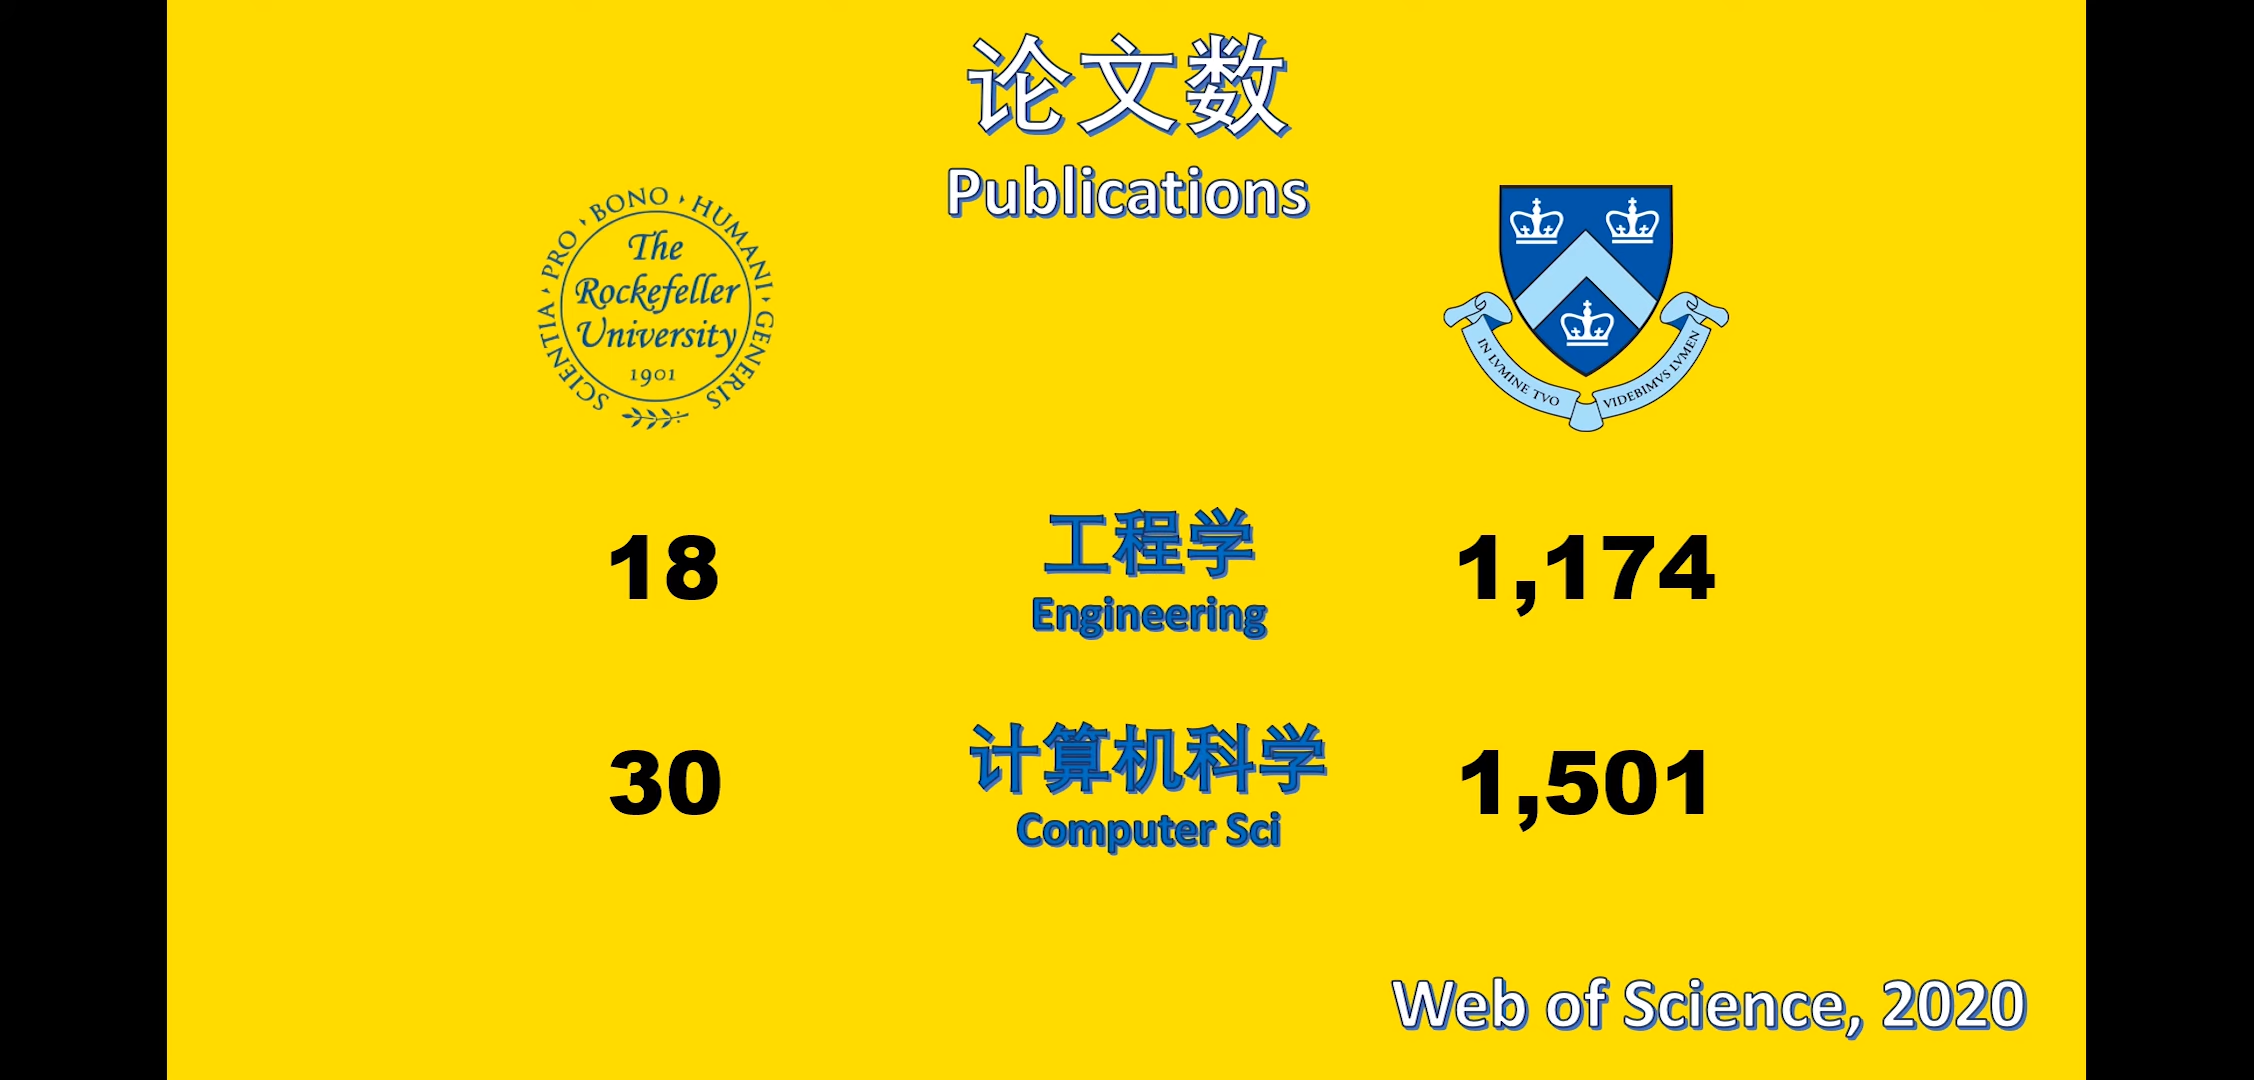 论文数
Publications
SCIENTIA · PRO · BONO · HUMANI · GENERIS
The
Rockefeller
University
1901
IN LVMINE TVO VIDEBIMVS LVMEN
18 工程学 1,174
Engineering
30 计算机科学 1,501
Computer Sci
Web of Science, 2020